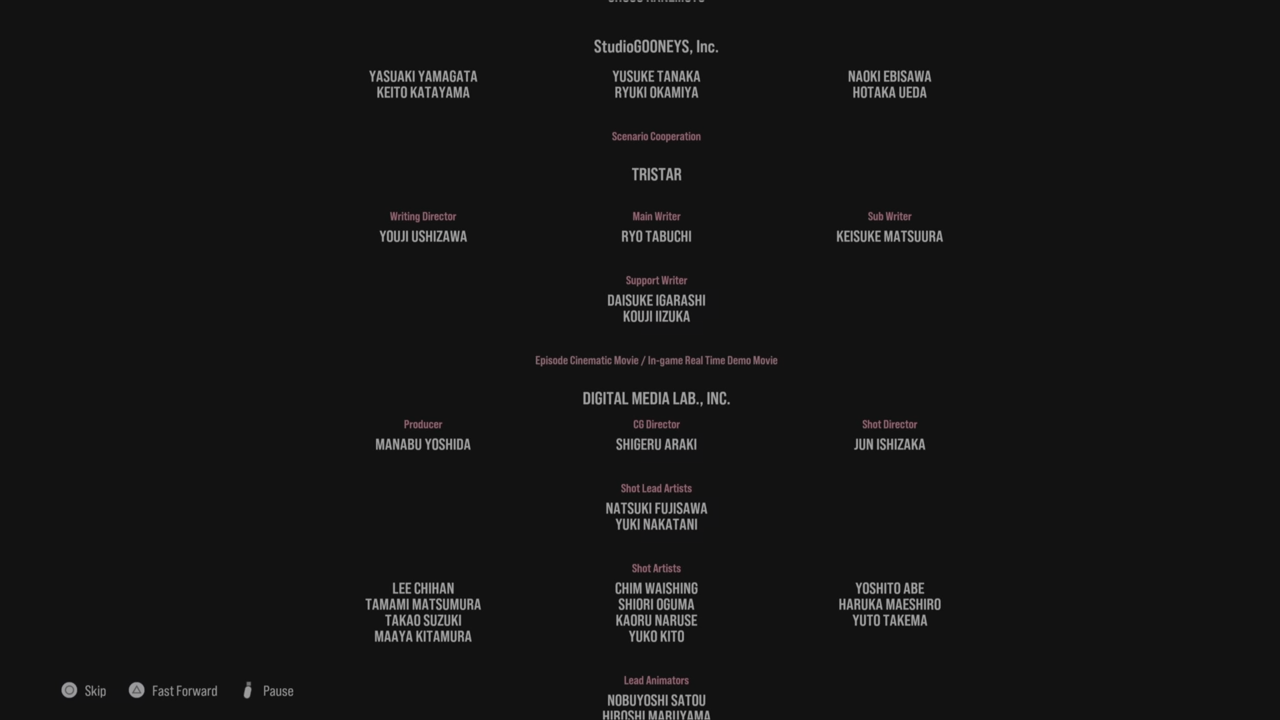 StudioGOONEYS, Inc.
YASUAKI YAMAGATA YUSUKE TANAKA NAOKI EBISAWA
KEITO KATAYAMA RYUKI OKAMIYA HOTAKA UEDA
Scenario Cooperation
TRISTAR
Writing Director Main Writer Sub Writer
YOUJI USHIZAWA RYO TABUCHI KEISUKE MATSUURA
Support Writer
DAISUKE IGARASHI
KOUJI IIZUKA
Episode Cinematic Movie / In-game Real Time Demo Movie
DIGITAL MEDIA LAB., INC.
Producer CG Director Shot Director
MANABU YOSHIDA SHIGERU ARAKI JUN ISHIZAKA
Shot Lead Artists
NATSUKI FUJISAWA
YUKI NAKATANI
Shot Artists
LEE CHIHAN CHIM WAISHING YOSHITO ABE
TAMAMI MATSUMURA SHIORI OGUMA HARUKA MAESHIRO
TAKAO SUZUKI KAORU NARUSE YUTO TAKEMA
MAAYA KITAMURA YUKO KITO
Lead Animators
NOBUYOSHI SATOU
HIROSHI MARUYAMA
Skip Fast Forward Pause